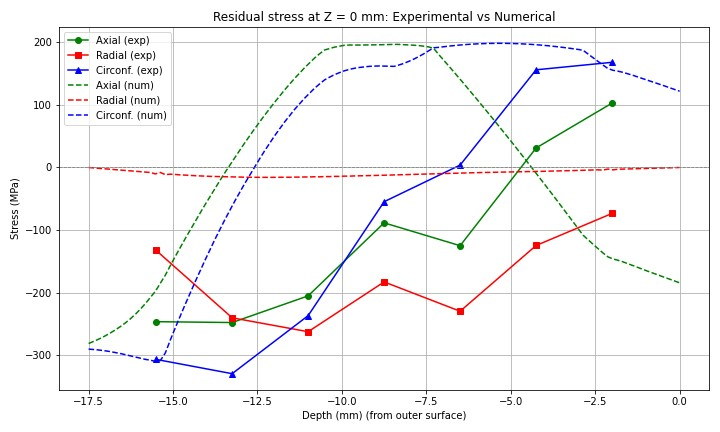 Residual stress at Z = 0 mm: Experimental vs Numerical
Axial (exp)
Radial (exp)
Circonf. (exp)
Axial (num)
Radial (num)
Circonf. (num)
Stress (MPa)
200
100
0
−100
−200
−300
−17.5 −15.0 −12.5 −10.0 −7.5 −5.0 −2.5 0.0
Depth (mm) (from outer surface)